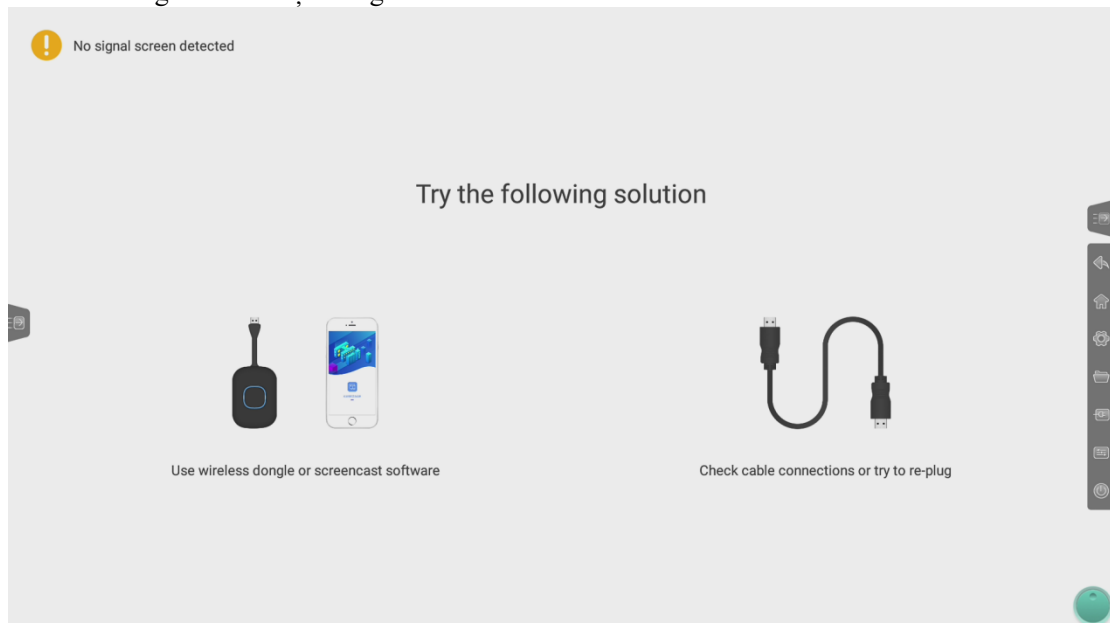 No signal screen detected
Try the following solution
Use wireless dongle or screencast software
Check cable connections or try to re-plug